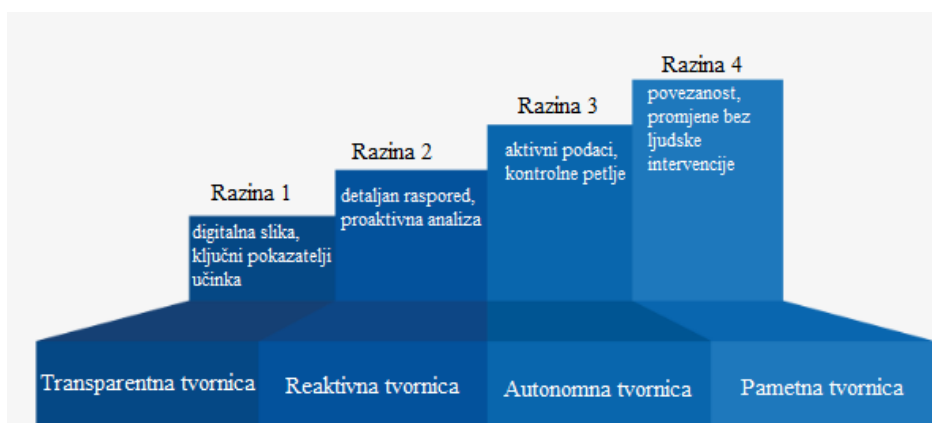 Razina 1
digitalna slika,
ključni pokazatelji
učinka
Razina 2
detaljan raspored,
proaktivna analiza
Razina 3
aktivni podaci,
kontrolne petlje
Razina 4
povezanost,
promjene bez
ljudske
intervencije
Transparentna tvornica
Reaktivna tvornica
Autonomna tvornica
Pametna tvornica